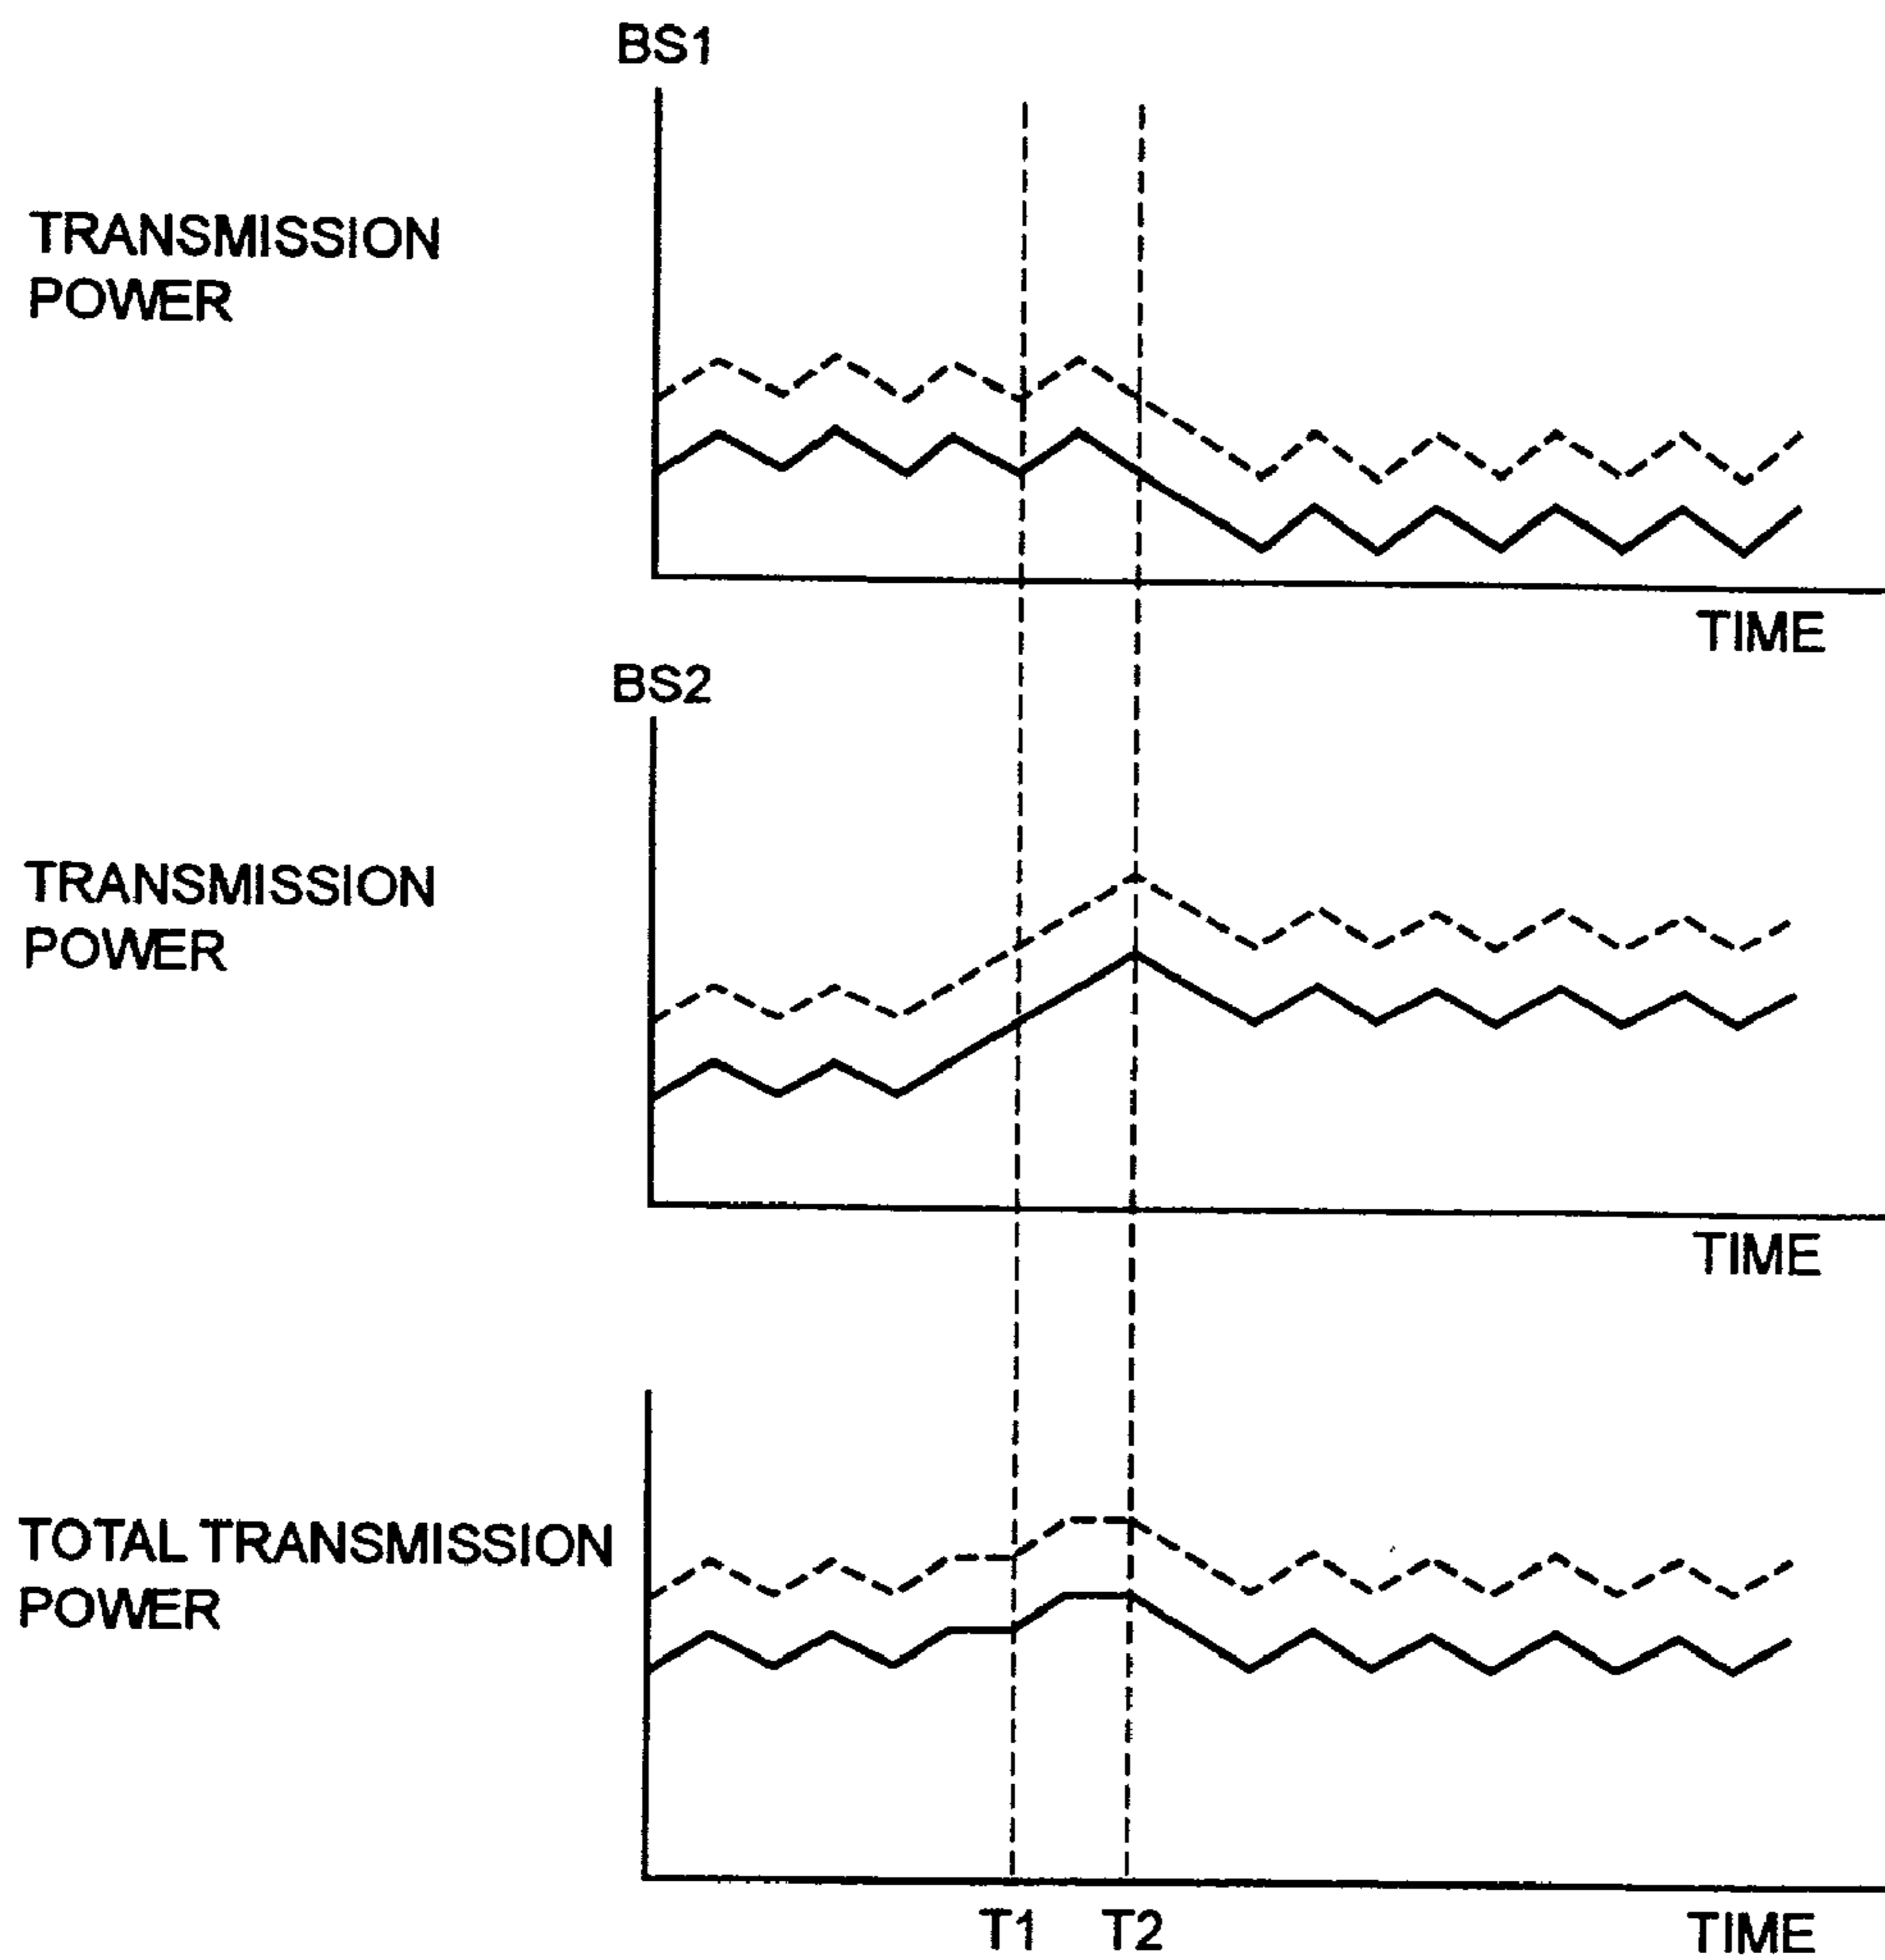 BS1
TRANSMISSION
POWER
TIME
BS2
TRANSMISSION
POWER
TIME
TOTAL TRANSMISSION
POWER
T1 T2 TIME